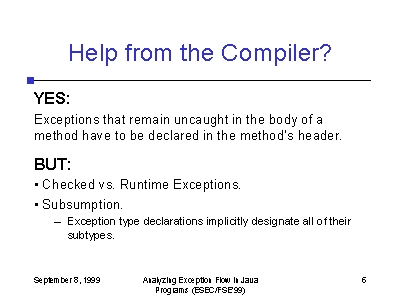 Help from the Compiler?
YES:
Exceptions that remain uncaught in the body of a
method have to be declared in the method's header.
BUT:
• Checked vs. Runtime Exceptions.
• Subsumption.
– Exception type declarations implicitly designate all of their
subtypes.
September 8, 1999
Analyzing Exception Flow in Java
Programs (ESEC/FSE'99)
6